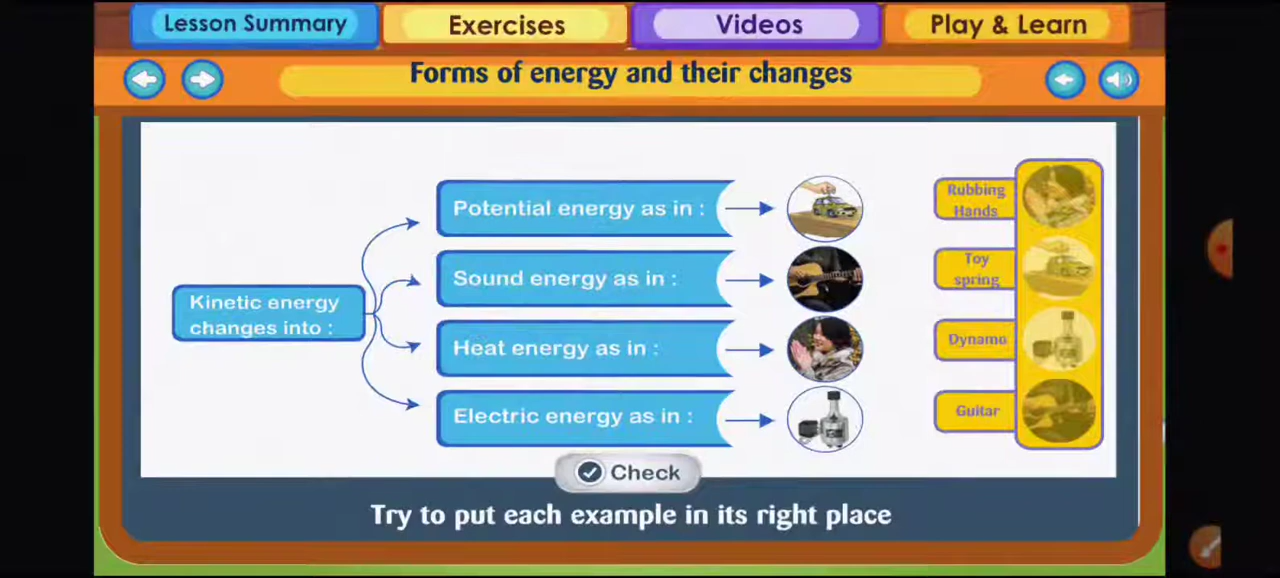 Lesson Summary
Exercises
Videos
Play & Learn
Forms of energy and their changes
Kinetic energy
changes into :
Potential energy as in :
Sound energy as in :
Heat energy as in :
Electric energy as in :
Rubbing
Hands
Toy
spring
Dynamo
Guitar
Check
Try to put each example in its right place